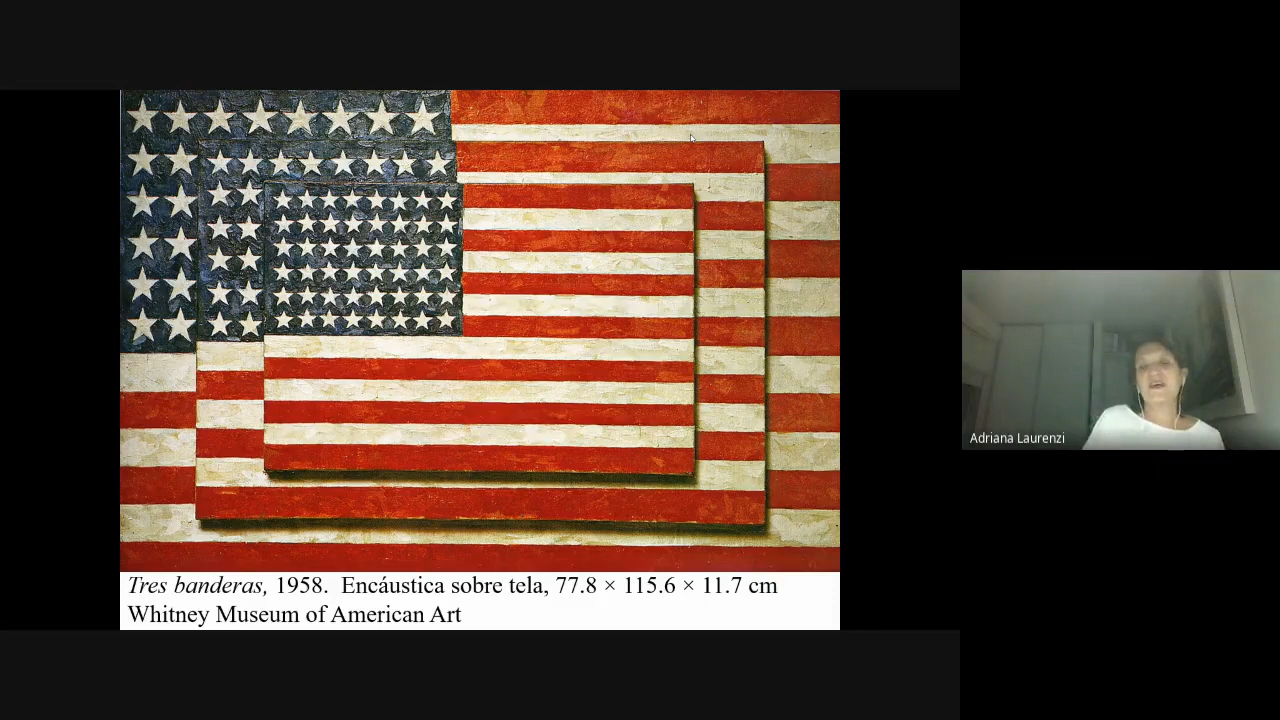 Tres banderas, 1958.  Encáustica sobre tela, 77.8 × 115.6 × 11.7 cm
Whitney Museum of American Art
Adriana Laurenzi